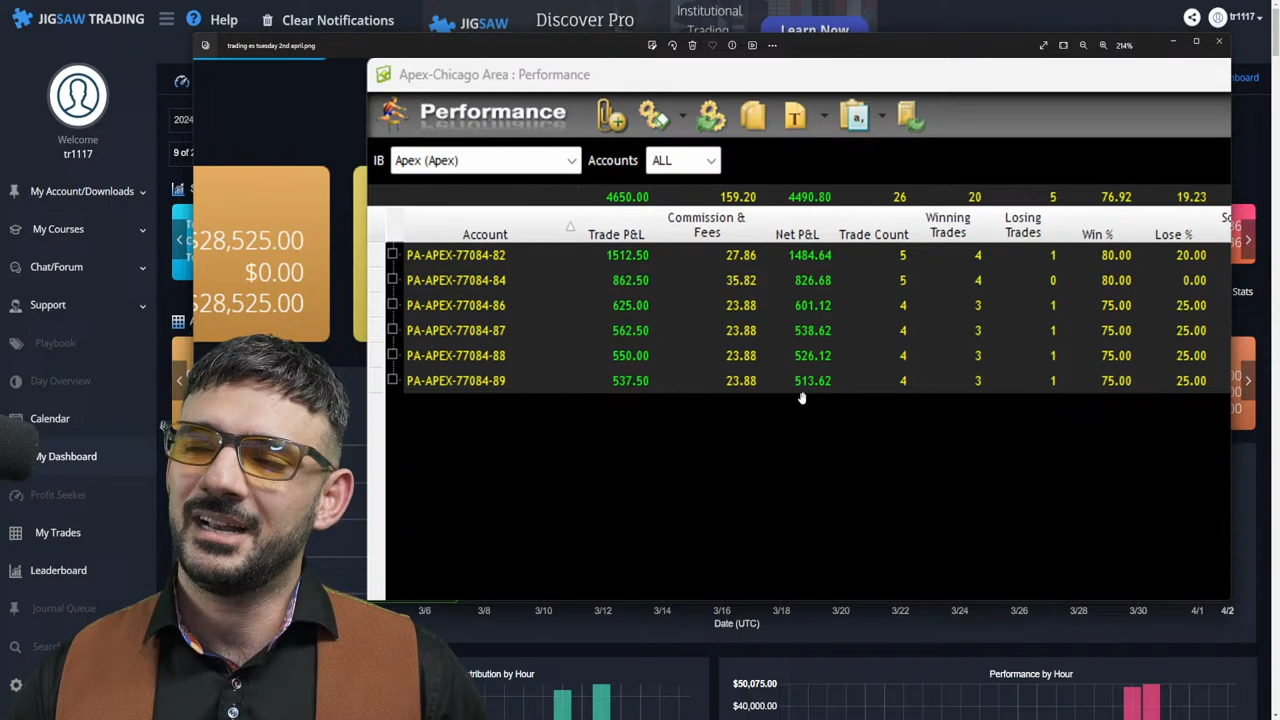 JIGSAW TRADING
Help
Clear Notifications
JIGSAW
Discover Pro
Institutional
Trading
Learn Now
tr1117
trading es tuesday 2nd april.png
214%
Apex-Chicago Area : Performance
Performance
IB Apex (Apex) Accounts ALL
4650.00 159.20 4490.80 26 20 5 76.92 19.23
Account Trade P&L Commission & Fees Net P&L Trade Count Winning Trades Losing Trades Win % Lose %
PA-APEX-77084-82 1512.50 27.86 1484.64 5 4 1 80.00 20.00
PA-APEX-77084-84 862.50 35.82 826.68 5 4 0 80.00 0.00
PA-APEX-77084-86 625.00 23.88 601.12 4 3 1 75.00 25.00
PA-APEX-77084-87 562.50 23.88 538.62 4 3 1 75.00 25.00
PA-APEX-77084-88 550.00 23.88 526.12 4 3 1 75.00 25.00
PA-APEX-77084-89 537.50 23.88 513.62 4 3 1 75.00 25.00
Welcome
tr1117
My Account/Downloads
My Courses
Chat/Forum
Support
Playbook
Day Overview
Calendar
My Dashboard
Profit Seeker
My Trades
Leaderboard
Journal Queue
2024
9 of 2
$28,525.00
$0.00
$28,525.00
Stats
3/6 3/8 3/10 3/12 3/14 3/16 3/18 3/20 3/22 3/24 3/26 3/28 3/30 4/1 4/2
Date (UTC)
Performance by Hour
$50,075.00
$40,000.00